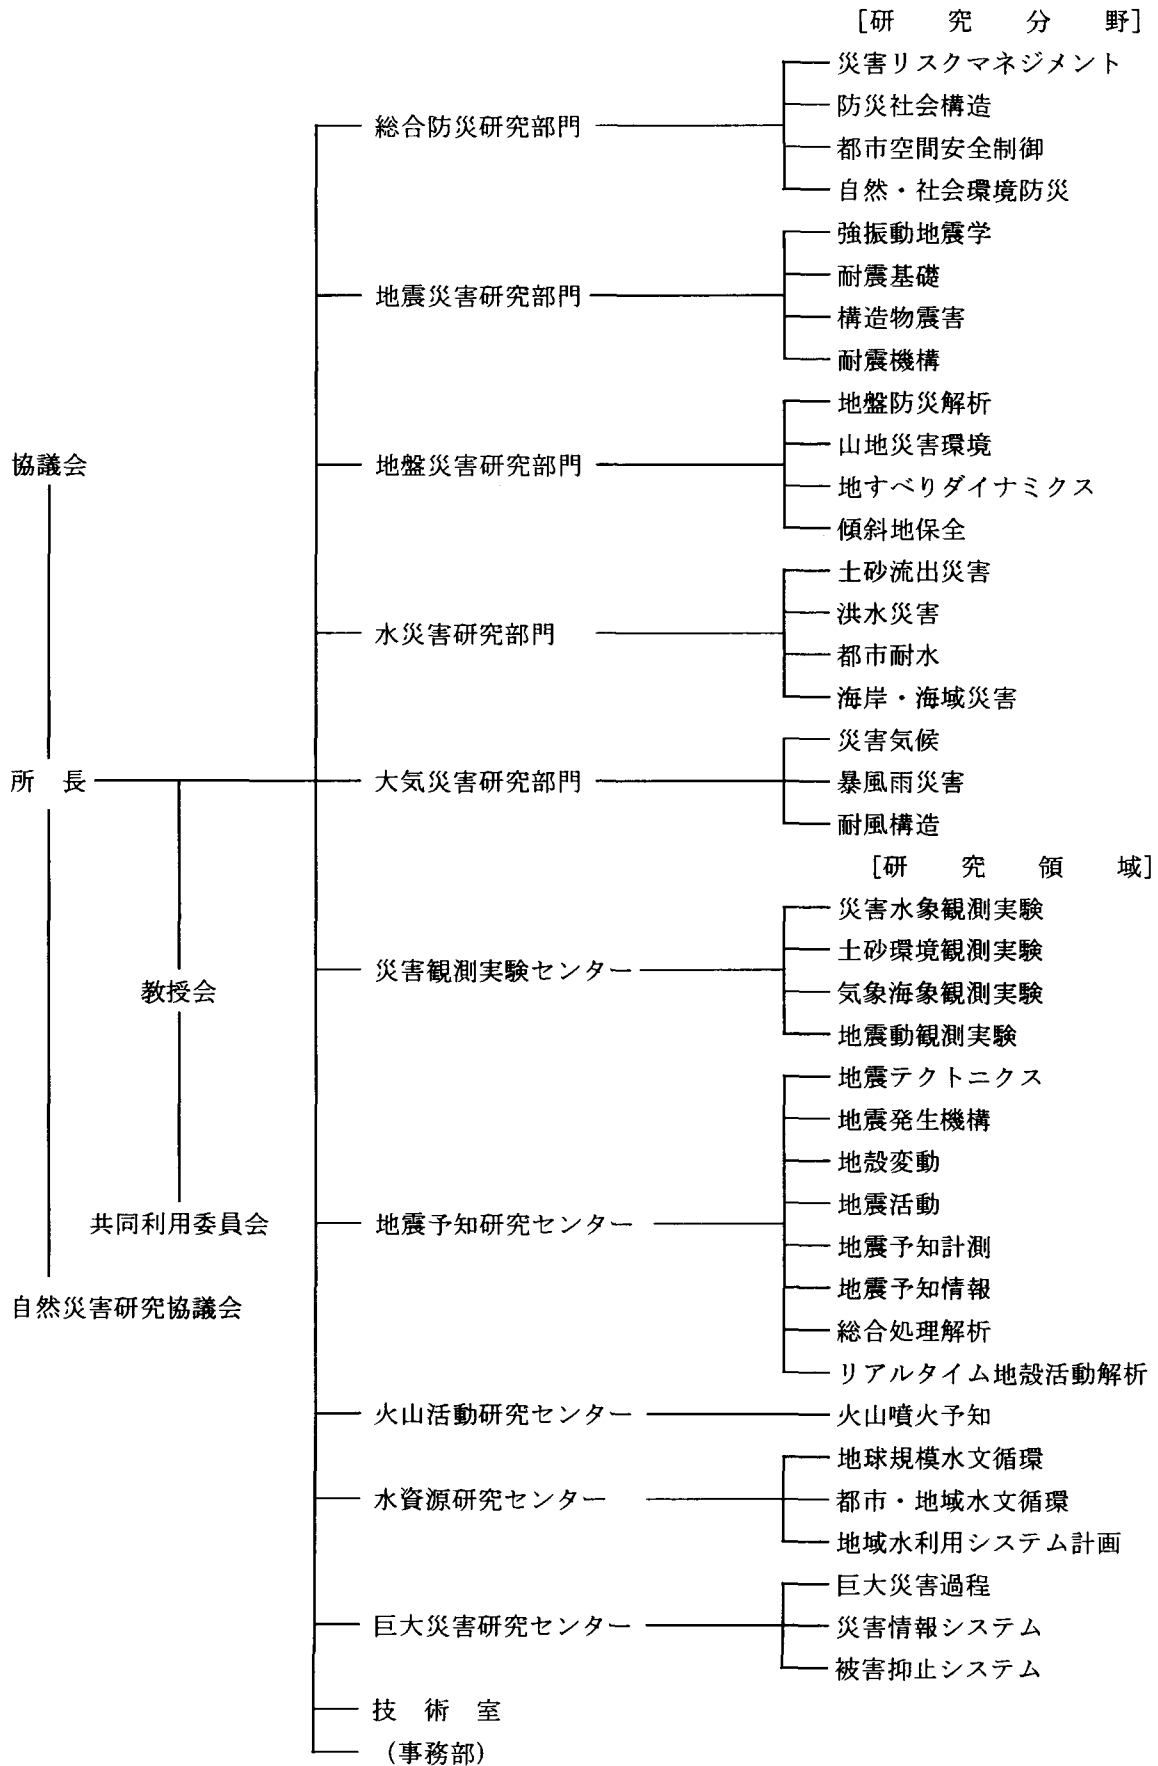 [研　究　分　野]
災害リスクマネジメント
防災社会構造
総合防災研究部門
都市空間安全制御
自然・社会環境防災
強振動地震学
耐震基礎
地震災害研究部門
構造物震害
耐震機構
地盤防災解析
山地災害環境
協議会
地盤災害研究部門
地すべりダイナミクス
傾斜地保全
土砂流出災害
洪水災害
水災害研究部門
都市耐水
海岸・海域災害
災害気候
所　長
大気災害研究部門
暴風雨災害
耐風構造
[研　究　領　域]
災害水象観測実験
土砂環境観測実験
災害観測実験センター
気象海象観測実験
教授会
地震動観測実験
地震テクトニクス
地震発生機構
地殻変動
地震活動
共同利用委員会
地震予知研究センター
地震予知計測
地震予知情報
自然災害研究協議会
総合処理解析
リアルタイム地殻活動解析
火山活動研究センター
火山噴火予知
地球規模水文循環
水資源研究センター
都市・地域水文循環
地域水利用システム計画
巨大災害過程
巨大災害研究センター
災害情報システム
被害抑止システム
技　術　室
（事務部）